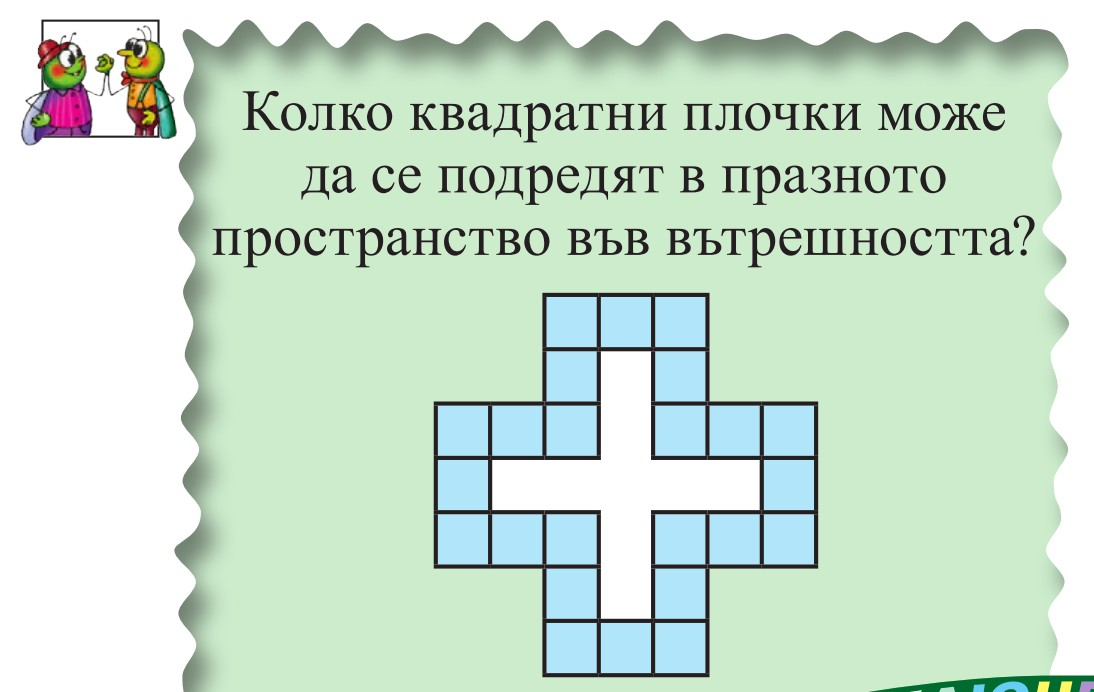 Колко квадратни плочки може
да се подредят в празното
пространство във вътрешността?